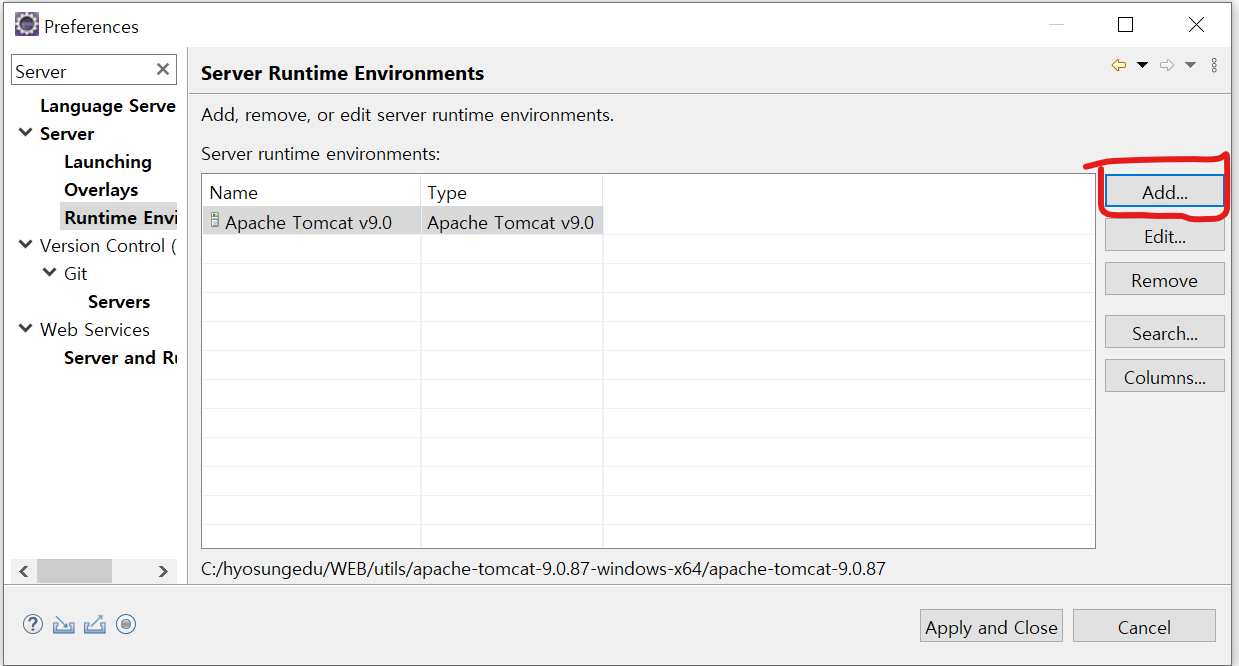 Preferences
Server
Language Serve
Server
Launching
Overlays
Runtime Envi
Version Control (
Git
Servers
Web Services
Server and Ru
Server Runtime Environments
Add, remove, or edit server runtime environments.
Server runtime environments:
Name Type
Apache Tomcat v9.0 Apache Tomcat v9.0
Add...
Edit...
Remove
Search...
Columns...
C:/hyosungedu/WEB/utils/apache-tomcat-9.0.87-windows-x64/apache-tomcat-9.0.87
Apply and Close Cancel